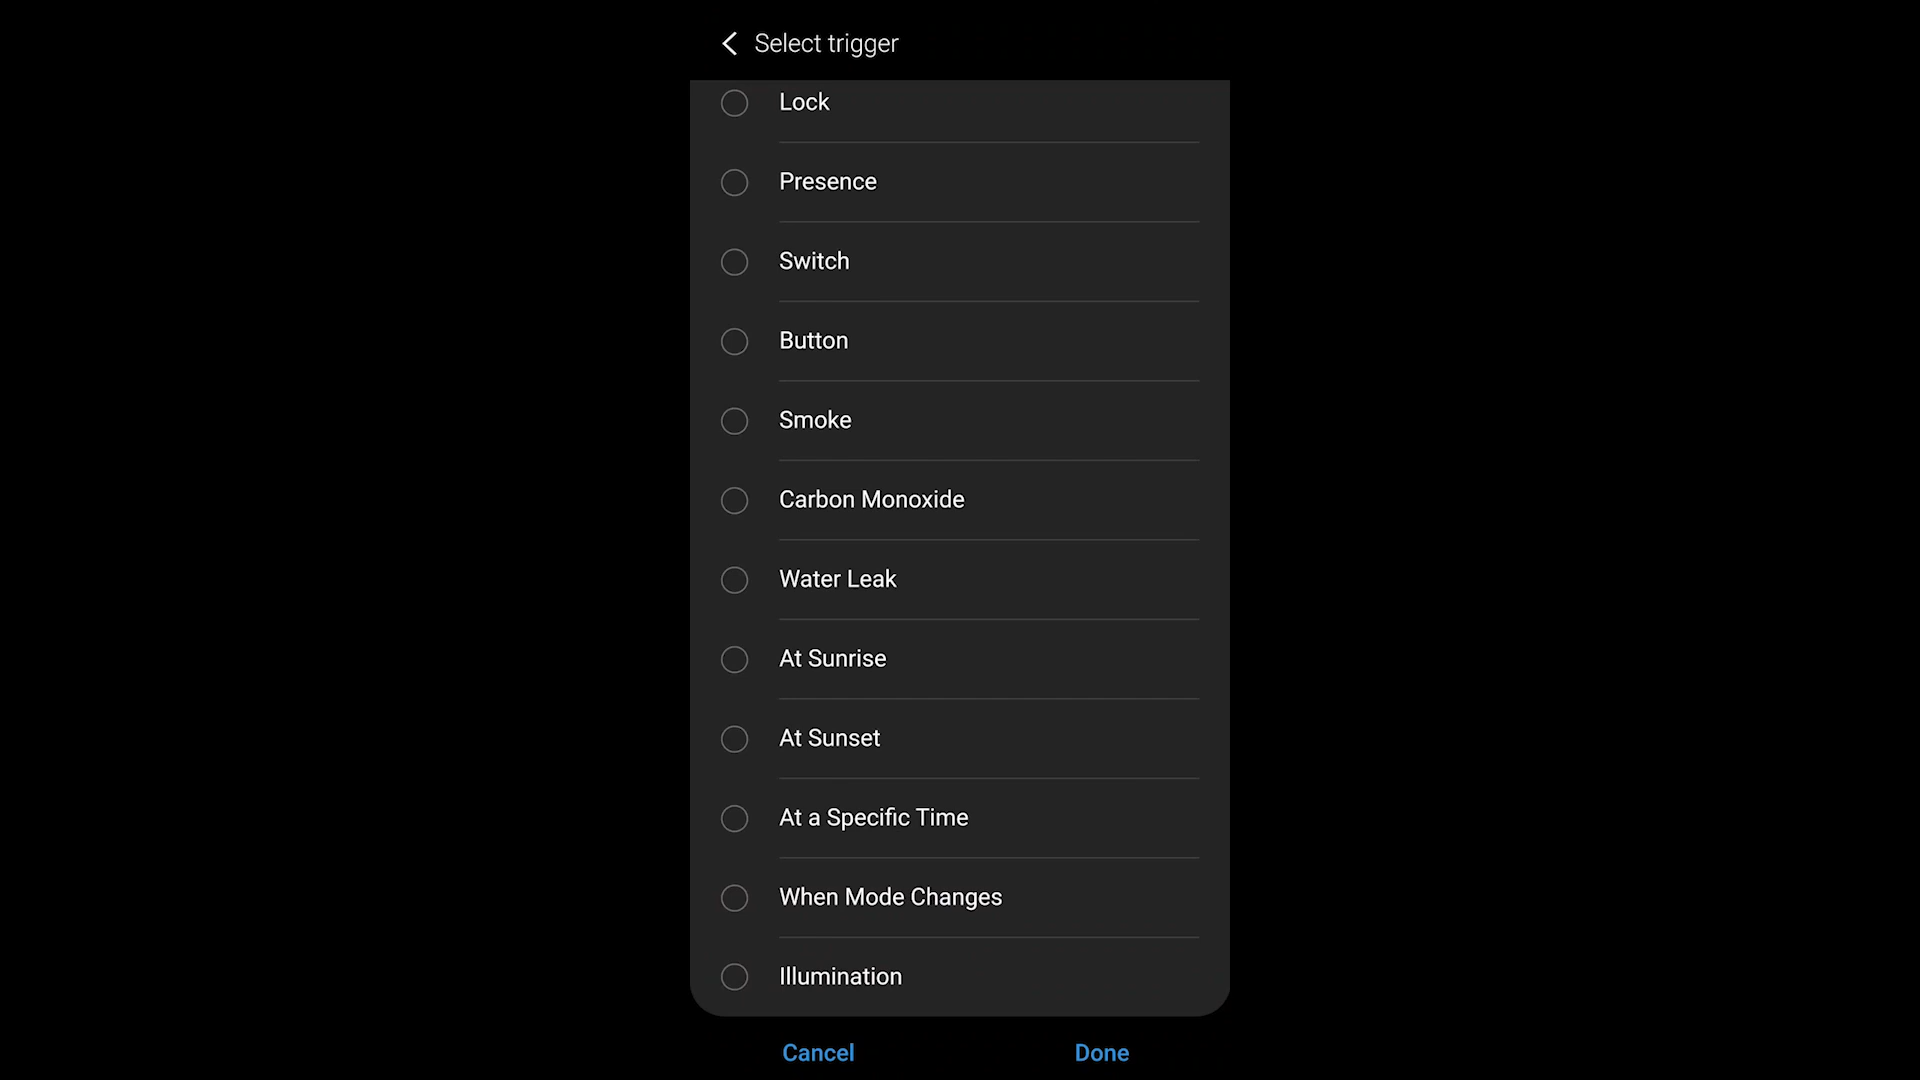 Select trigger
Lock
Presence
Switch
Button
Smoke
Carbon Monoxide
Water Leak
At Sunrise
At Sunset
At a Specific Time
When Mode Changes
Illumination
Cancel Done